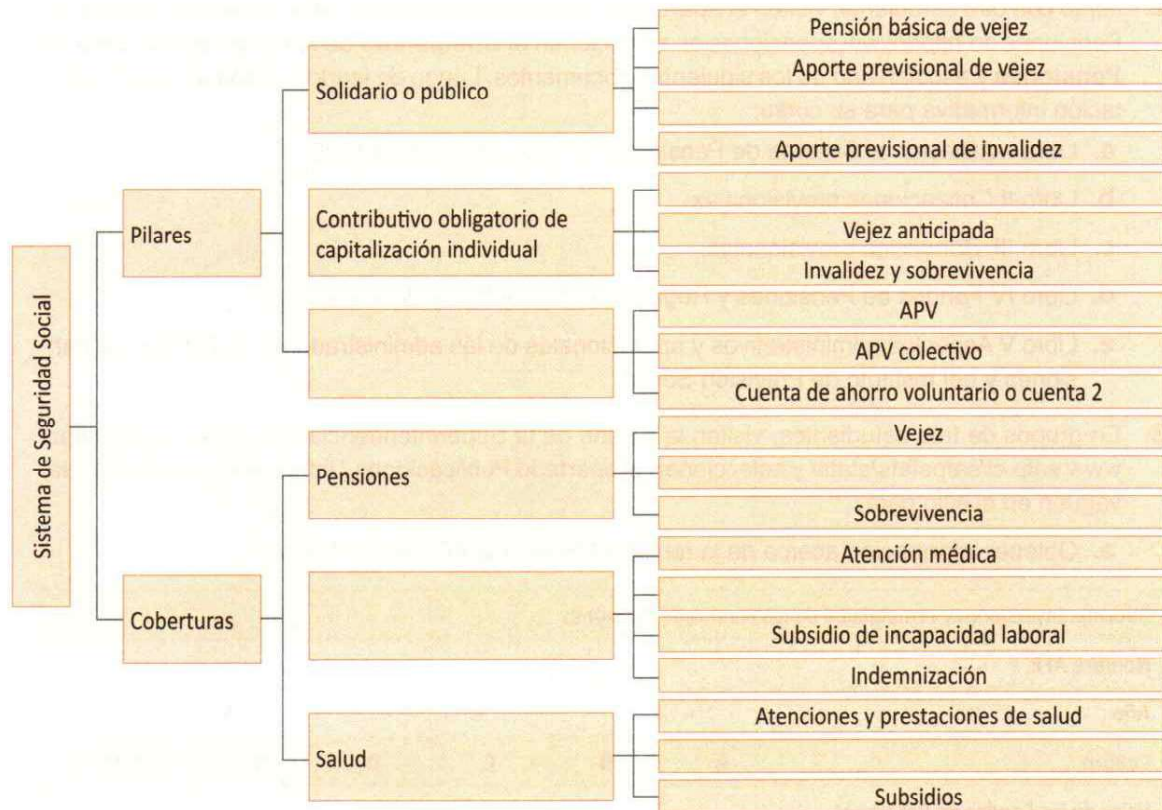 Sistema de Seguridad Social
Pilares
Solidario o público
Pensión básica de vejez
Aporte previsional de vejez
Aporte previsional de invalidez
Contributivo obligatorio de
capitalización individual
Vejez anticipada
Invalidez y sobrevivencia
APV
APV colectivo
Cuenta de ahorro voluntario o cuenta 2
Coberturas
Pensiones
Vejez
Sobrevivencia
Atención médica
Subsidio de incapacidad laboral
Indemnización
Salud
Atenciones y prestaciones de salud
Subsidios